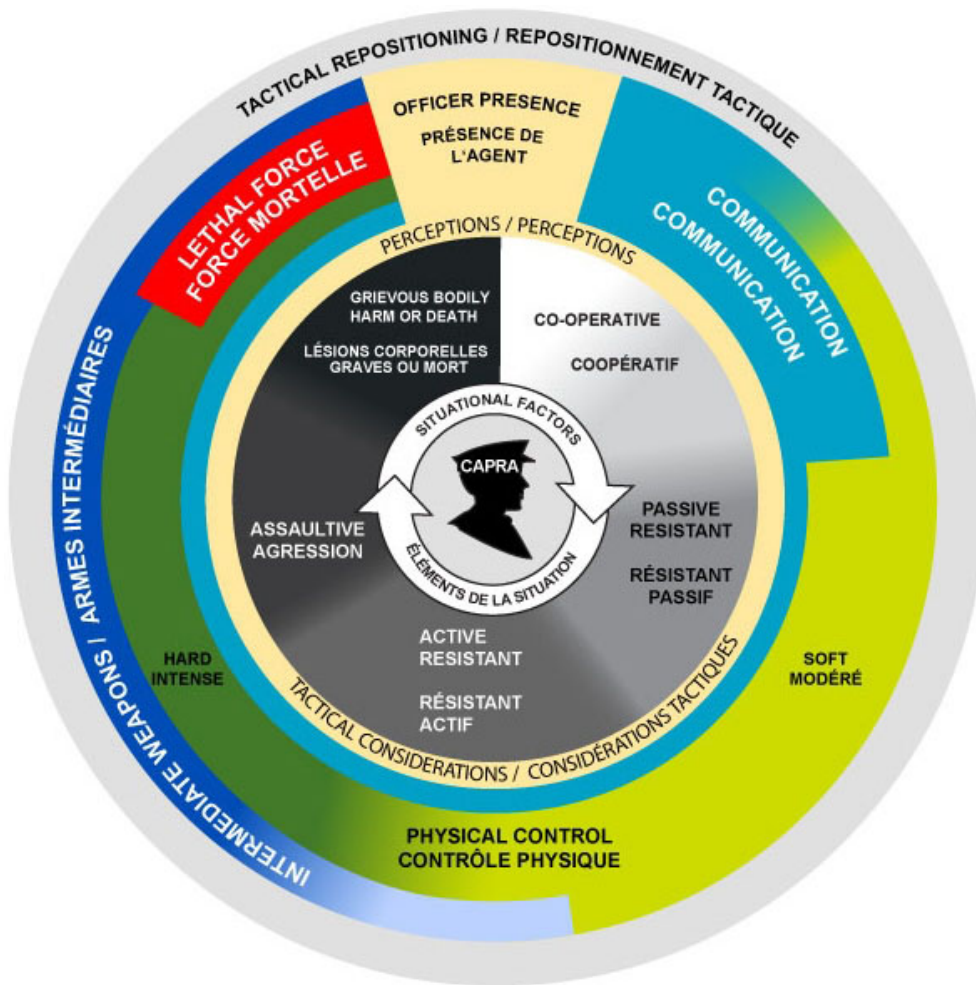 TACTICAL REPOSITIONING / REPOSITIONNEMENT TACTIQUE
OFFICER PRESENCE
PRÉSENCE DE
L'AGENT
LETHAL FORCE
FORCE MORTELLE
COMMUNICATION
COMMUNICATION
PERCEPTIONS / PERCEPTIONS
GRIEVOUS BODILY
HARM OR DEATH
LÉSIONS CORPORELLES
GRAVES OU MORT
CO-OPERATIVE
COOPÉRATIF
SITUATIONAL FACTORS
CAPRA
ÉLÉMENTS DE LA SITUATION
ASSAULTIVE
AGRESSION
PASSIVE
RESISTANT
RÉSISTANT
PASSIF
ACTIVE
RESISTANT
RÉSISTANT
ACTIF
TACTICAL CONSIDERATIONS / CONSIDÉRATIONS TACTIQUES
HARD
INTENSE
SOFT
MODÉRÉ
INTERMEDIATE WEAPONS / ARMES INTERMÉDIAIRES
PHYSICAL CONTROL
CONTRÔLE PHYSIQUE